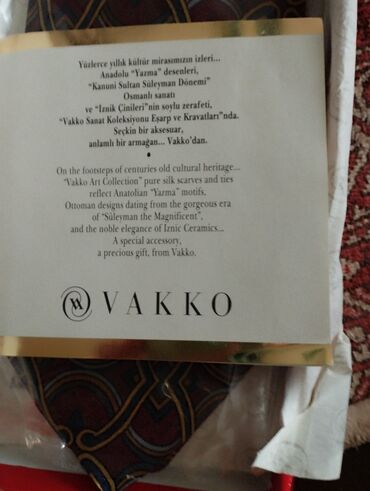 Yüzlerce yıllık kültür mirasımızın izleri...
Anadolu "Yazma" desenleri,
"Kanuni Sultan Süleyman Dönemi"
Osmanlı sanatı
ve "İznik Çinileri"nin soylu zerafeti,
"Vakko Sanat Koleksiyonu Eşarp ve Kravatları"nda.
Seçkin bir aksesuar,
anlamlı bir armağan... Vakko'dan.
On the footsteps of centuries old cultural heritage...
"Vakko Art Collection" pure silk scarves and ties
reflect Anatolian "Yazma" motifs,
Ottoman designs dating from the gorgeous era
of "Süleyman the Magnificent",
and the noble elegance of Iznic Ceramics...
A special accessory,
a precious gift, from Vakko.
VAKKO